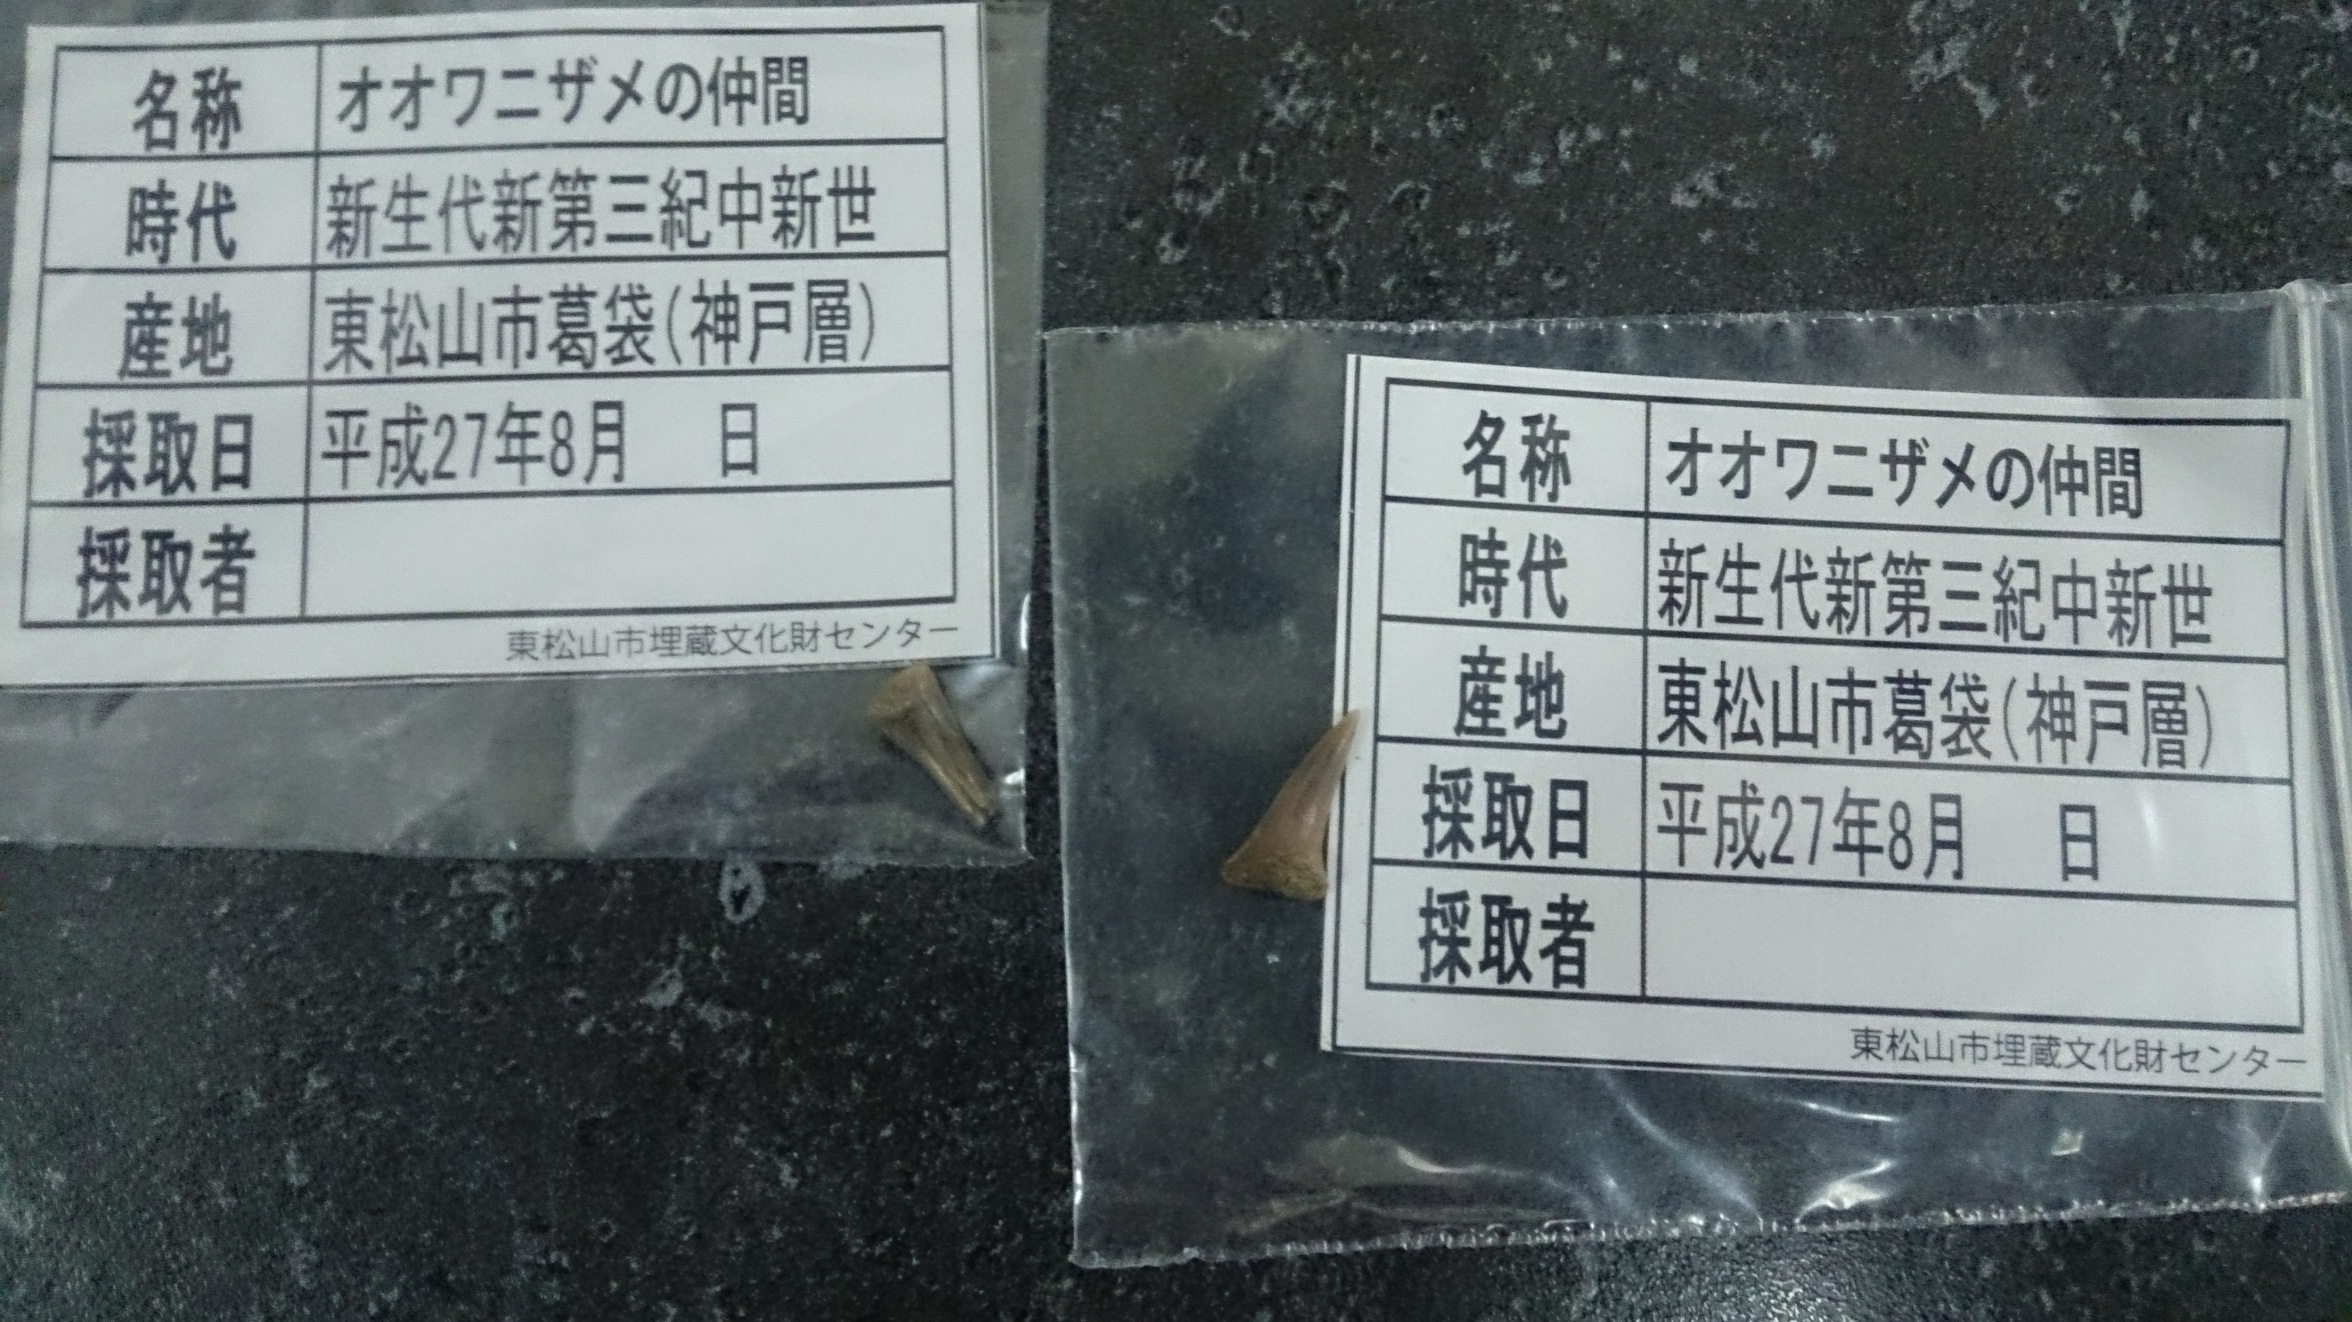 名称 オオワニザメの仲間
時代 新生代新第三紀中新世
産地 東松山市葛袋(神戸層)
採取日 平成27年8月 日
採取者
東松山市埋蔵文化財センター
名称 オオワニザメの仲間
時代 新生代新第三紀中新世
産地 東松山市葛袋(神戸層)
採取日 平成27年8月 日
採取者
東松山市埋蔵文化財センター